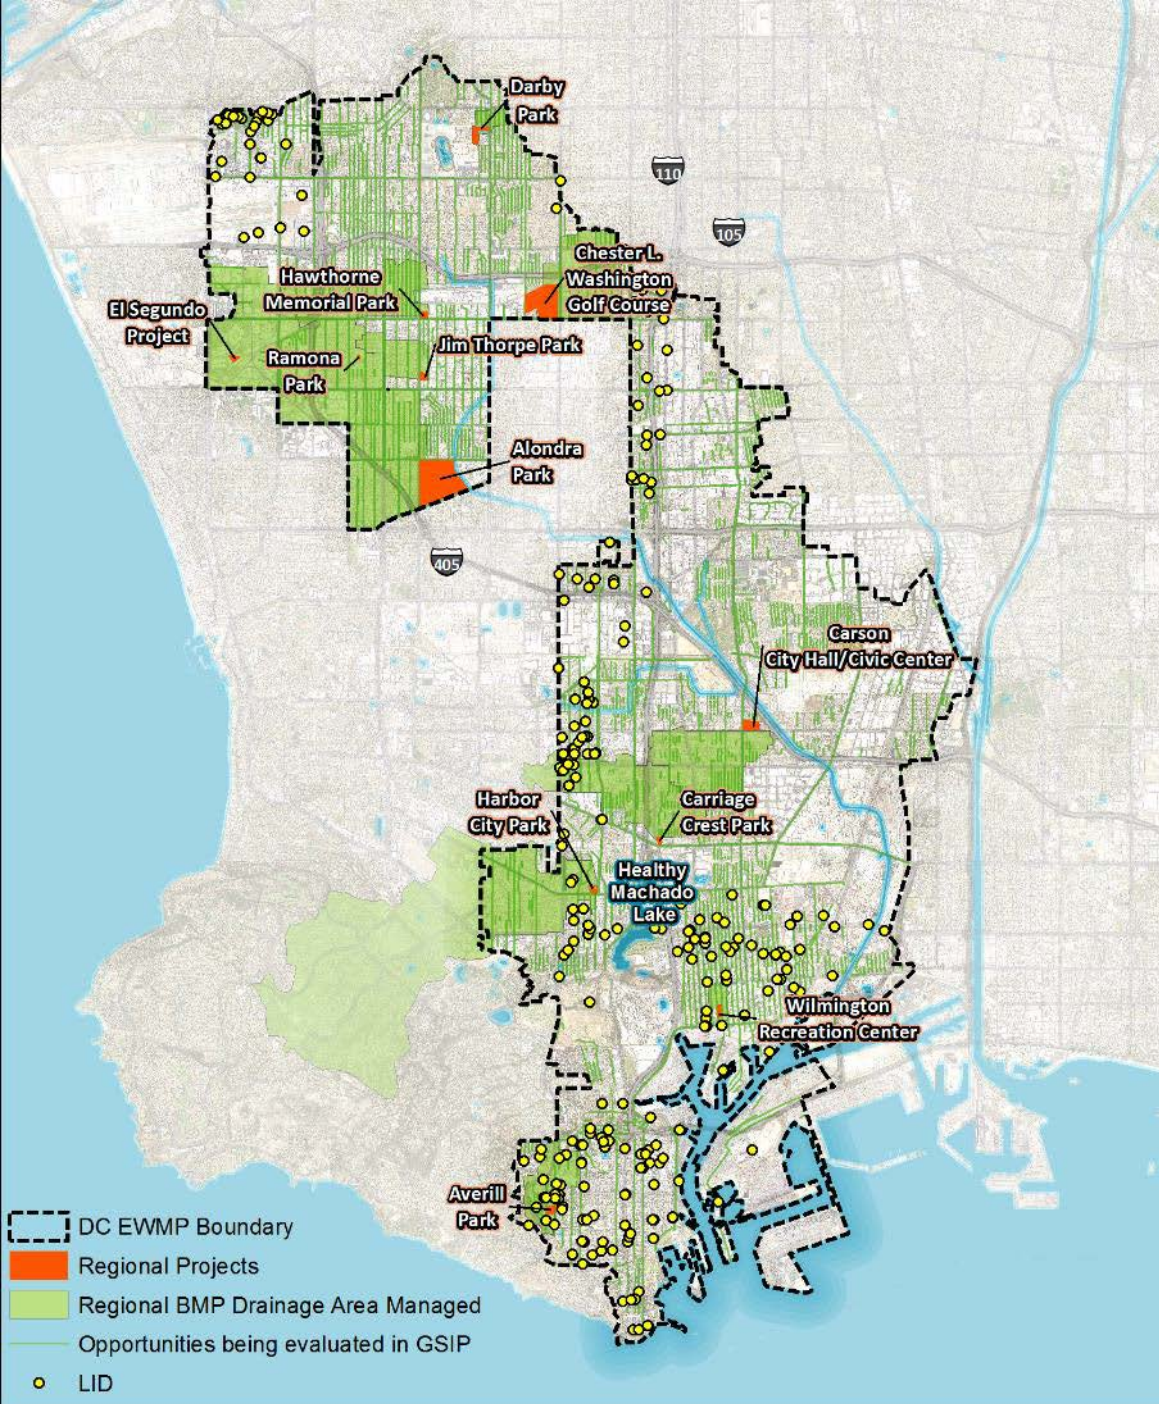 Darby
Park
110
105
Chester L.
Washington
Golf Course
Hawthorne
Memorial Park
El Segundo
Project
Jim Thorpe Park
Ramona
Park
Alondra
Park
405
Carson
City Hall/Civic Center
Harbor
City Park
Carriage
Crest Park
Healthy
Machado
Lake
Wilmington
Recreation Center
Averill
Park
DC EWMP Boundary
Regional Projects
Regional BMP Drainage Area Managed
Opportunities being evaluated in GSIP
LID